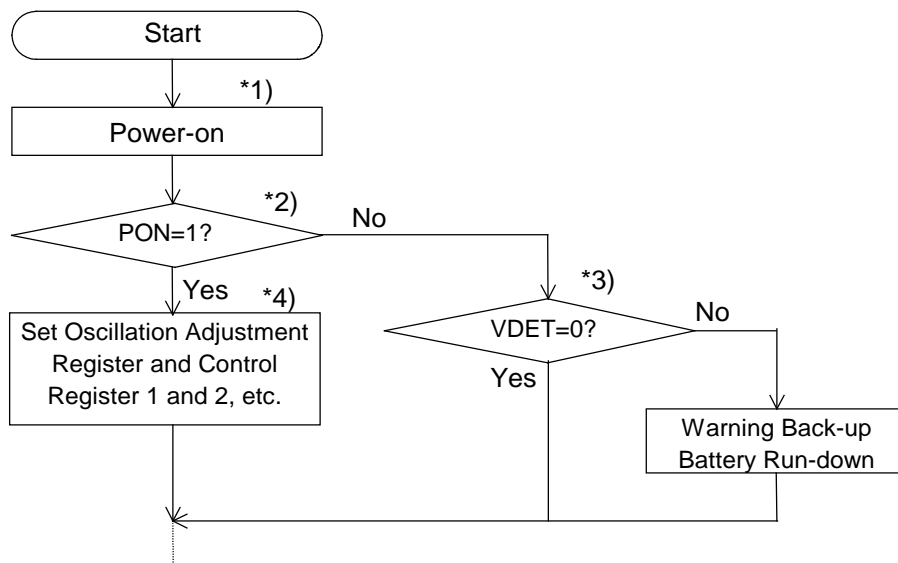 Start
*1)
Power-on
*2)
No
PON=1?
*3)
Yes
*4)
No
Set Oscillation Adjustment
Register and Control
Register 1 and 2, etc.
VDET=0?
Yes
Warning Back-up
Battery Run-down